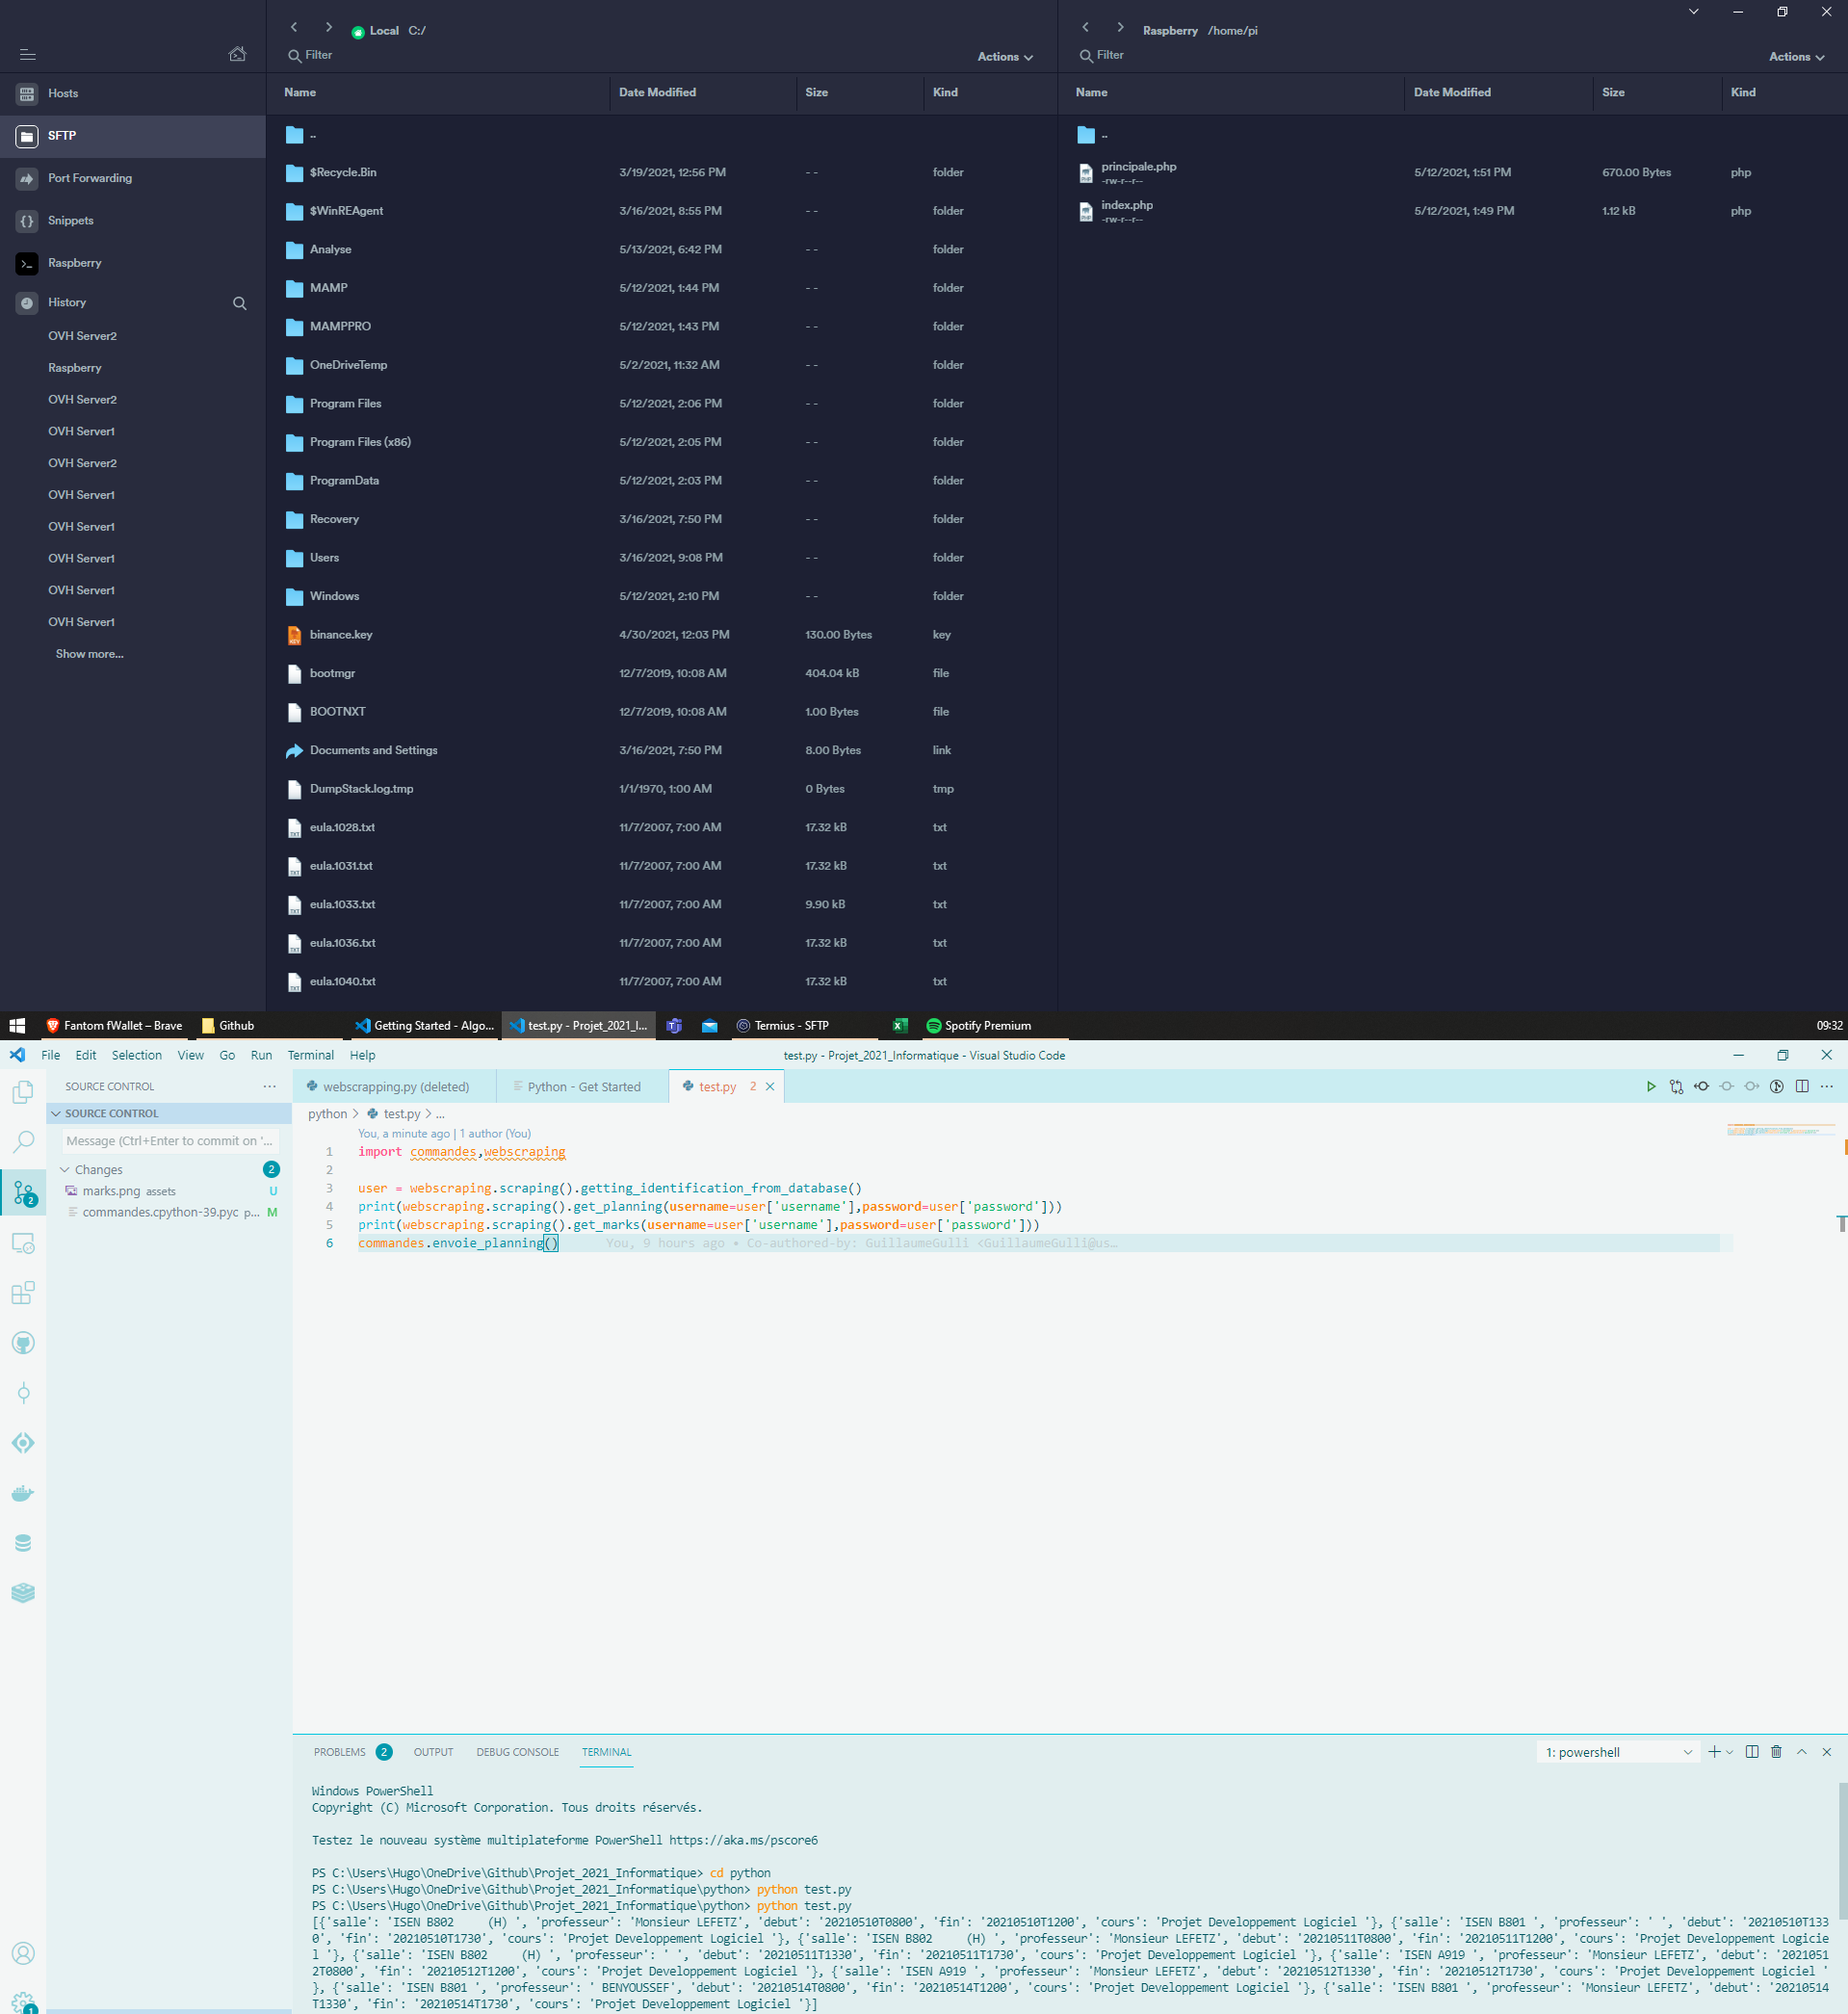 Local C:/
Filter
Actions
Raspberry /home/pi
Filter
Actions
Hosts
SFTP
Port Forwarding
Snippets
Raspberry
History
OVH Server2
Raspberry
OVH Server2
OVH Server1
OVH Server2
OVH Server1
OVH Server1
OVH Server1
OVH Server1
OVH Server1
Show more...
Name Date Modified Size Kind
..
$Recycle.Bin 3/19/2021, 12:56 PM - - folder
$WinREAgent 3/16/2021, 8:55 PM - - folder
Analyse 5/13/2021, 6:42 PM - - folder
MAMP 5/12/2021, 1:44 PM - - folder
MAMPPRO 5/12/2021, 1:43 PM - - folder
OneDriveTemp 5/2/2021, 11:32 AM - - folder
Program Files 5/12/2021, 2:06 PM - - folder
Program Files (x86) 5/12/2021, 2:05 PM - - folder
ProgramData 5/12/2021, 2:03 PM - - folder
Recovery 3/16/2021, 7:50 PM - - folder
Users 3/16/2021, 9:08 PM - - folder
Windows 5/12/2021, 2:10 PM - - folder
binance.key 4/30/2021, 12:03 PM 130.00 Bytes key
bootmgr 12/7/2019, 10:08 AM 404.04 kB file
BOOTNXT 12/7/2019, 10:08 AM 1.00 Bytes file
Documents and Settings 3/16/2021, 7:50 PM 8.00 Bytes link
DumpStack.log.tmp 1/1/1970, 1:00 AM 0 Bytes tmp
eula.1028.txt 11/7/2007, 7:00 AM 17.32 kB txt
eula.1031.txt 11/7/2007, 7:00 AM 17.32 kB txt
eula.1033.txt 11/7/2007, 7:00 AM 9.90 kB txt
eula.1036.txt 11/7/2007, 7:00 AM 17.32 kB txt
eula.1040.txt 11/7/2007, 7:00 AM 17.32 kB txt
Name Date Modified Size Kind
..
principale.php 5/12/2021, 1:51 PM 670.00 Bytes php
-rw-r--r--
index.php 5/12/2021, 1:49 PM 1.12 kB php
-rw-r--r--
Fantom fWallet – Brave Github Getting Started - Algo... test.py - Projet_2021_I... Termius - SFTP Spotify Premium 09:32
File Edit Selection View Go Run Terminal Help test.py - Projet_2021_Informatique - Visual Studio Code
SOURCE CONTROL ...
SOURCE CONTROL
Message (Ctrl+Enter to commit on '...
Changes 2
marks.png assets U
commandes.cpython-39.pyc p... M
2
1
webscrapping.py (deleted) Python - Get Started test.py 2
python > test.py > ...
You, a minute ago | 1 author (You)
1 import commandes,webscraping
2
3 user = webscraping.scraping().getting_identification_from_database()
4 print(webscraping.scraping().get_planning(username=user['username'],password=user['password']))
5 print(webscraping.scraping().get_marks(username=user['username'],password=user['password']))
6 commandes.envoie_planning() You, 9 hours ago • Co-authored-by: GuillaumeGulli <GuillaumeGulli@us…
PROBLEMS 2 OUTPUT DEBUG CONSOLE TERMINAL 1: powershell
Windows PowerShell
Copyright (C) Microsoft Corporation. Tous droits réservés.
Testez le nouveau système multiplateforme PowerShell https://aka.ms/pscore6
PS C:\Users\Hugo\OneDrive\Github\Projet_2021_Informatique> cd python
PS C:\Users\Hugo\OneDrive\Github\Projet_2021_Informatique\python> python test.py
PS C:\Users\Hugo\OneDrive\Github\Projet_2021_Informatique\python> python test.py
[{'salle': 'ISEN B802     (H) ', 'professeur': 'Monsieur LEFETZ', 'debut': '20210510T0800', 'fin': '20210510T1200', 'cours': 'Projet Developpement Logiciel '}, {'salle': 'ISEN B801 ', 'professeur': ' ', 'debut': '20210510T133
0', 'fin': '20210510T1730', 'cours': 'Projet Developpement Logiciel '}, {'salle': 'ISEN B802     (H) ', 'professeur': 'Monsieur LEFETZ', 'debut': '20210511T0800', 'fin': '20210511T1200', 'cours': 'Projet Developpement Logicie
l '}, {'salle': 'ISEN B802     (H) ', 'professeur': ' ', 'debut': '20210511T1330', 'fin': '20210511T1730', 'cours': 'Projet Developpement Logiciel '}, {'salle': 'ISEN A919 ', 'professeur': 'Monsieur LEFETZ', 'debut': '2021051
2T0800', 'fin': '20210512T1200', 'cours': 'Projet Developpement Logiciel '}, {'salle': 'ISEN A919 ', 'professeur': 'Monsieur LEFETZ', 'debut': '20210512T1330', 'fin': '20210512T1730', 'cours': 'Projet Developpement Logiciel '
}, {'salle': 'ISEN B801 ', 'professeur': ' BENYOUSSEF', 'debut': '20210514T0800', 'fin': '20210514T1200', 'cours': 'Projet Developpement Logiciel '}, {'salle': 'ISEN B801 ', 'professeur': 'Monsieur LEFETZ', 'debut': '20210514
T1330', 'fin': '20210514T1730', 'cours': 'Projet Developpement Logiciel '}]